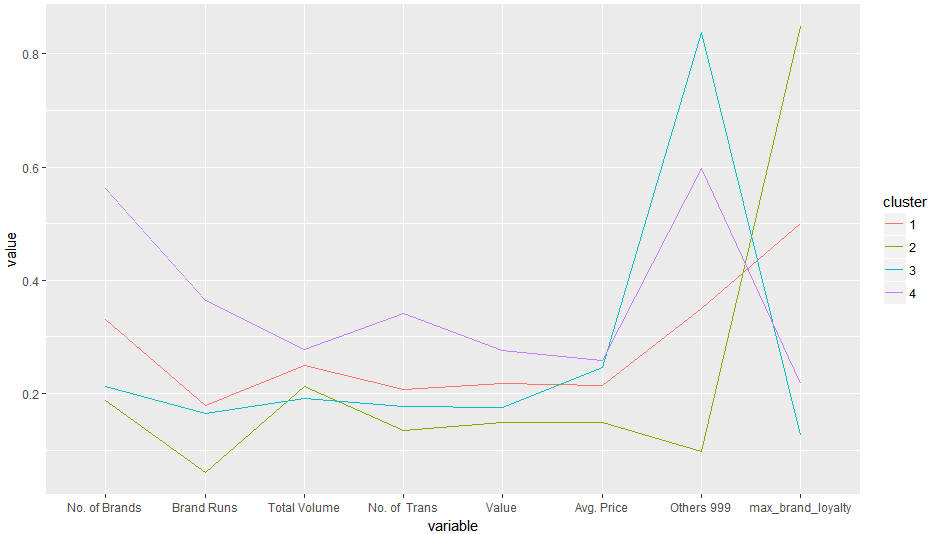 0.8
0.6
0.4
0.2
value
No. of Brands
Brand Runs
Total Volume
No. of Trans
Value
Avg. Price
Others 999
max_brand_loyalty
variable
cluster
1
2
3
4